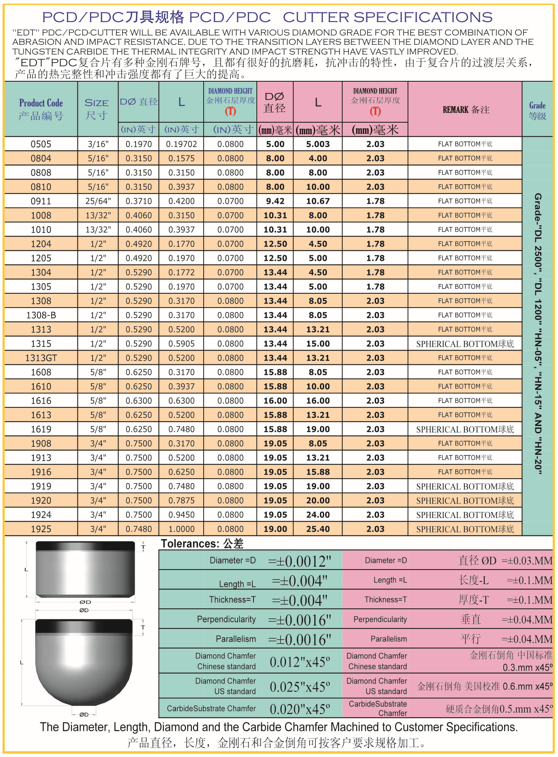 PCD/PDC刀具规格 PCD/PDC CUTTER SPECIFICATIONS
"EDT" PDC/PCD-CUTTER WILL BE AVAILABLE WITH VARIOUS DIAMOND GRADE FOR THE BEST COMBINATION OF
ABRASION AND IMPACT RESISTANCE, DUE TO THE TRANSITION LAYERS BETWEEN THE DIAMOND LAYER AND THE
TUNGSTEN CARBIDE THE THERMAL INTEGRITY AND IMPACT STRENGTH HAVE VASTLY IMPROVED.
"EDT"PDC复合片有多种金刚石牌号，且都有很好的抗磨耗，抗冲击的特性，由于复合片的过渡层关系，
产品的热完整性和冲击强度都有了巨大的提高。
Product Code 产品编号 SIZE 尺寸 DØ 直径 L DIAMOND HEIGHT 金刚石层厚度 (T) DØ 直径 L DIAMOND HEIGHT 金刚石层厚度 (T) REMARK 备注 Grade 等级
(IN)英寸 (IN)英寸 (IN)英寸 (mm)毫米 (mm)毫米 (mm)毫米
0505 3/16" 0.1970 0.19702 0.0800 5.00 5.003 2.03 FLAT BOTTOM平底
0804 5/16" 0.3150 0.1575 0.0800 8.00 4.00 2.03 FLAT BOTTOM平底
0808 5/16" 0.3150 0.3150 0.0800 8.00 8.00 2.03 FLAT BOTTOM平底
0810 5/16" 0.3150 0.3937 0.0800 8.00 10.00 2.03 FLAT BOTTOM平底
0911 25/64" 0.3710 0.4200 0.0700 9.42 10.67 1.78 FLAT BOTTOM平底
1008 13/32" 0.4060 0.3150 0.0700 10.31 8.00 1.78 FLAT BOTTOM平底
1010 13/32" 0.4060 0.3937 0.0700 10.31 10.00 1.78 FLAT BOTTOM平底
1204 1/2" 0.4920 0.1770 0.0700 12.50 4.50 1.78 FLAT BOTTOM平底
1205 1/2" 0.4920 0.1970 0.0700 12.50 5.00 1.78 FLAT BOTTOM平底
1304 1/2" 0.5290 0.1772 0.0700 13.44 4.50 1.78 FLAT BOTTOM平底
1305 1/2" 0.5290 0.1970 0.0700 13.44 5.00 1.78 FLAT BOTTOM平底
1308 1/2" 0.5290 0.3170 0.0800 13.44 8.05 2.03 FLAT BOTTOM平底
1308-B 1/2" 0.5290 0.3170 0.0800 13.44 8.05 2.03 FLAT BOTTOM平底
1313 1/2" 0.5290 0.5200 0.0800 13.44 13.21 2.03 FLAT BOTTOM平底
1315 1/2" 0.5290 0.5905 0.0800 13.44 15.00 2.03 SPHERICAL BOTTOM球底
1313GT 1/2" 0.5290 0.5200 0.0800 13.44 13.21 2.03 FLAT BOTTOM平底
1608 5/8" 0.6250 0.3170 0.0800 15.88 8.05 2.03 FLAT BOTTOM平底
1610 5/8" 0.6250 0.3937 0.0800 15.88 10.00 2.03 FLAT BOTTOM平底
1616 5/8" 0.6300 0.6300 0.0800 16.00 16.00 2.03 FLAT BOTTOM平底
1613 5/8" 0.6250 0.5200 0.0800 15.88 13.21 2.03 FLAT BOTTOM平底
1619 5/8" 0.6250 0.7480 0.0800 15.88 19.00 2.03 SPHERICAL BOTTOM球底
1908 3/4" 0.7500 0.3170 0.0800 19.05 8.05 2.03 FLAT BOTTOM平底
1913 3/4" 0.7500 0.5200 0.0800 19.05 13.21 2.03 FLAT BOTTOM平底
1916 3/4" 0.7500 0.6250 0.0800 19.05 15.88 2.03 FLAT BOTTOM平底
1919 3/4" 0.7500 0.7480 0.0800 19.05 19.00 2.03 SPHERICAL BOTTOM球底
1920 3/4" 0.7500 0.7875 0.0800 19.05 20.00 2.03 SPHERICAL BOTTOM球底
1924 3/4" 0.7500 0.9450 0.0800 19.05 24.00 2.03 SPHERICAL BOTTOM球底
1925 3/4" 0.7480 1.0000 0.0800 19.00 25.40 2.03 SPHERICAL BOTTOM球底
Grade-"DL 2500", "DL 1200" "HN-05", "HN-15" AND "HN-20"
T
L
ØD
ØD
T
L
ØD
Tolerances: 公差
Diameter =D =±0.0012" Diameter =D 直径 ØD =±0.03.MM
Length =L =±0.004" Length =L 长度-L =±0.1.MM
Thickness=T =±0.004" Thickness=T 厚度-T =±0.1.MM
Perpendicularity =±0.0016" Perpendicularity 垂直 =±0.04.MM
Parallelism =±0.0016" Parallelism 平行 =±0.04.MM
Diamond Chamfer Chinese standard 0.012"x45º Diamond Chamfer Chinese standard 金刚石倒角 中国标准 0.3.mm x45º
Diamond Chamfer US standard 0.025"x45º Diamond Chamfer US standard 金刚石倒角 美国校准 0.6.mm x45º
CarbideSubstrate Chamfer 0.020"x45º CarbideSubstrate Chamfer 硬质合金倒角0.5.mm x45º
The Diameter, Length, Diamond and the Carbide Chamfer Machined to Customer Specifications.
产品直径，长度，金刚石和合金倒角可按客户要求规格加工。